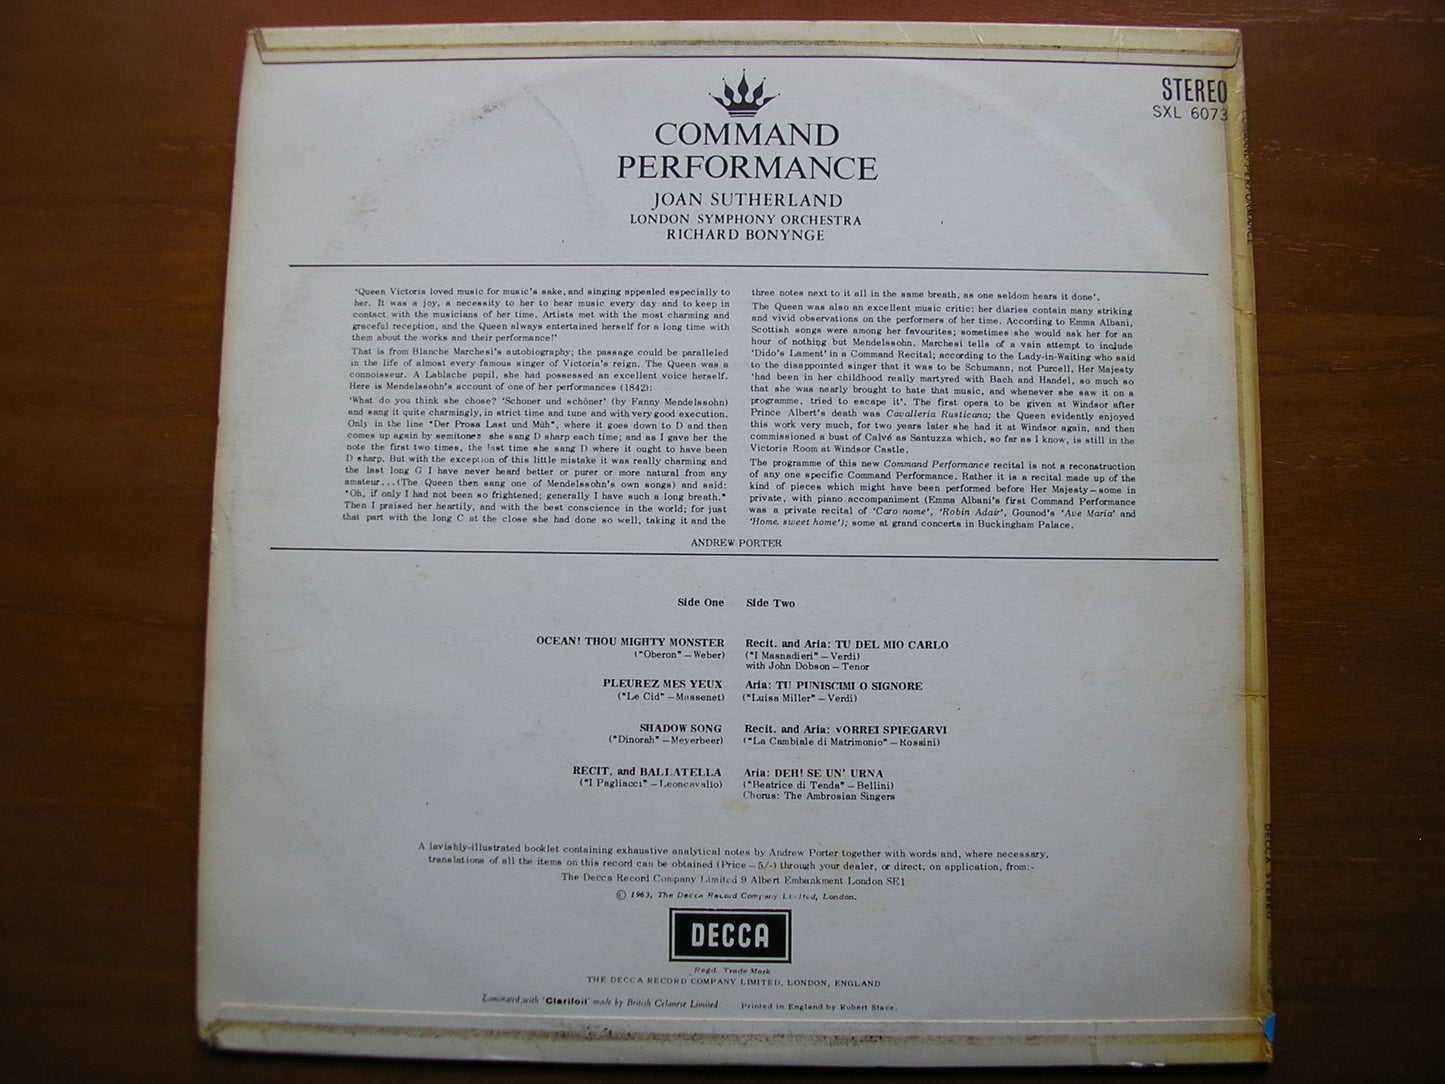 STEREO
SXL 6073
COMMAND
PERFORMANCE
JOAN SUTHERLAND
LONDON SYMPHONY ORCHESTRA
RICHARD BONYNGE
'Queen Victoria loved music for music's sake, and singing appealed especially to
her. It was a joy, a necessity to her to hear music every day and to keep in
contact with the musicians of her time. Artists met with the most charming and
graceful reception, and the Queen always entertained herself for a long time with
them about the works and their performance!'
That is from Blanche Marchesi's autobiography; the passage could be paralleled
in the life of almost every famous singer of Victoria's reign. The Queen was a
connoisseur. A Lablache pupil, she had possessed an excellent voice herself.
Here is Mendelssohn's account of one of her performances (1842):
'What do you think she chose? 'Schoner und schöner' (by Fanny Mendelssohn)
and sang it quite charmingly, in strict time and tune and with very good execution.
Only in the line "Der Prosa Last und Müh", where it goes down to D and then
comes up again by semitones she sang D sharp each time; and as I gave her the
note the first two times, the last time she sang D where it ought to have been
D sharp. But with the exception of this little mistake it was really charming and
the last long G I have never heard better or purer or more natural from any
amateur...(The Queen then sang one of Mendelssohn's own songs) and said:
"Oh, if only I had not been so frightened; generally I have such a long breath."
Then I praised her heartily, and with the best conscience in the world; for just
that part with the long C at the close she had done so well, taking it and the
three notes next to it all in the same breath, as one seldom hears it done'.
The Queen was also an excellent music critic: her diaries contain many striking
and vivid observations on the performers of her time. According to Emma Albani,
Scottish songs were among her favourites; sometimes she would ask her for an
hour of nothing but Mendelssohn. Marchesi tells of a vain attempt to include
'Dido's Lament' in a Command Recital; according to the Lady-in-Waiting who said
to the disappointed singer that it was to be Schumann, not Purcell, Her Majesty
'had been in her childhood really martyred with Bach and Handel, so much so
that she was nearly brought to hate that music, and whenever she saw it on a
programme, tried to escape it'. The first opera to be given at Windsor after
Prince Albert's death was Cavalleria Rusticana; the Queen evidently enjoyed
this work very much, for two years later she had it at Windsor again, and then
commissioned a bust of Calvé as Santuzza which, so far as I know, is still in the
Victoria Room at Windsor Castle.
The programme of this new Command Performance recital is not a reconstruction
of any one specific Command Performance. Rather it is a recital made up of the
kind of pieces which might have been performed before Her Majesty—some in
private, with piano accompaniment (Emma Albani's first Command Performance
was a private recital of 'Caro nome', 'Robin Adair', Gounod's 'Ave Maria' and
'Home, sweet home'); some at grand concerts in Buckingham Palace.
ANDREW PORTER
Side One
OCEAN! THOU MIGHTY MONSTER
("Oberon" – Weber)
PLEUREZ MES YEUX
("Le Cid" – Massenet)
SHADOW SONG
("Dinorah" – Meyerbeer)
RECIT. and BALLATELLA
("I Pagliacci" – Leoncavallo)
Side Two
Recit. and Aria: TU DEL MIO CARLO
("I Masnadieri" – Verdi)
with John Dobson – Tenor
Aria: TU PUNISCIMI O SIGNORE
("Luisa Miller" – Verdi)
Recit. and Aria: VORREI SPIEGARVI
("La Cambiale di Matrimonio" – Rossini)
Aria: DEH! SE UN' URNA
("Beatrice di Tenda" – Bellini)
Chorus: The Ambrosian Singers
A lavishly-illustrated booklet containing exhaustive analytical notes by Andrew Porter together with words and, where necessary,
translations of all the items on this record can be obtained (Price – 5/-) through your dealer, or direct, on application, from:-
The Decca Record Company Limited 9 Albert Embankment London SE1
© 1963, The Decca Record Company Limited, London.
DECCA
Regd. Trade Mark
THE DECCA RECORD COMPANY LIMITED, LONDON, ENGLAND
Laminated with 'Clarifoil' made by British Celanese Limited
Printed in England by Robert Stace.
COMMAND PERFORMANCE
DECCA STEREO